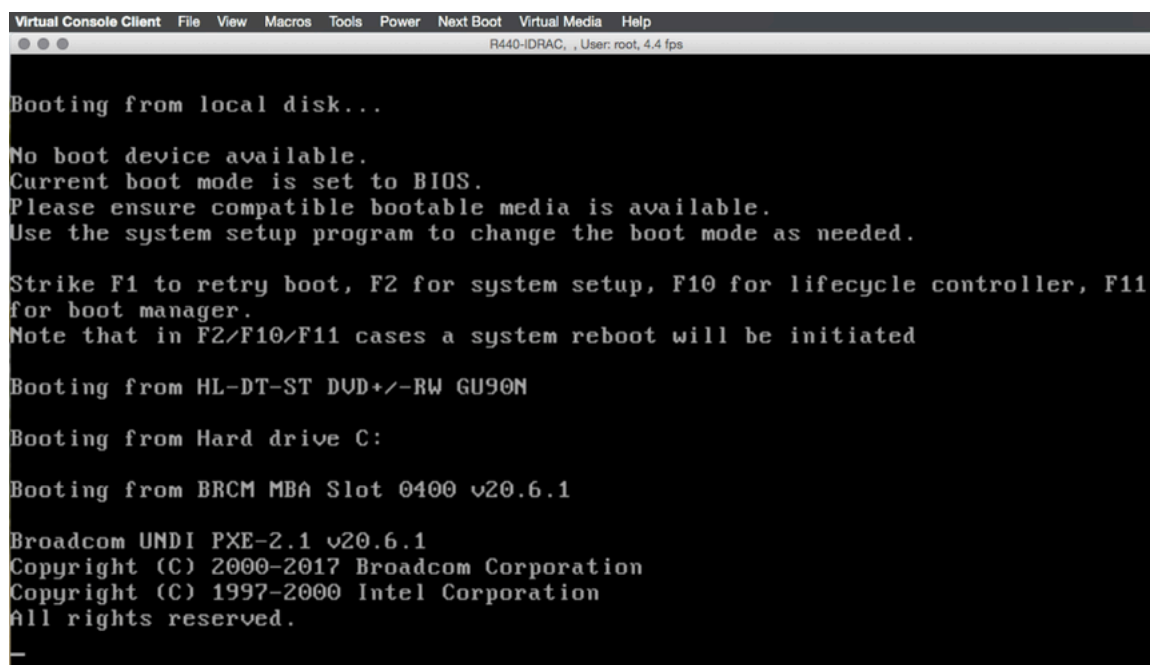 Virtual Console Client File View Macros Tools Power Next Boot Virtual Media Help
R440-IDRAC, , User: root, 4.4 fps
Booting from local disk...
No boot device available.
Current boot mode is set to BIOS.
Please ensure compatible bootable media is available.
Use the system setup program to change the boot mode as needed.
Strike F1 to retry boot, F2 for system setup, F10 for lifecycle controller, F11
for boot manager.
Note that in F2/F10/F11 cases a system reboot will be initiated
Booting from HL-DT-ST DVD+/-RW GU90N
Booting from Hard drive C:
Booting from BRCM MBA Slot 0400 v20.6.1
Broadcom UNDI PXE-2.1 v20.6.1
Copyright (C) 2000-2017 Broadcom Corporation
Copyright (C) 1997-2000 Intel Corporation
All rights reserved.